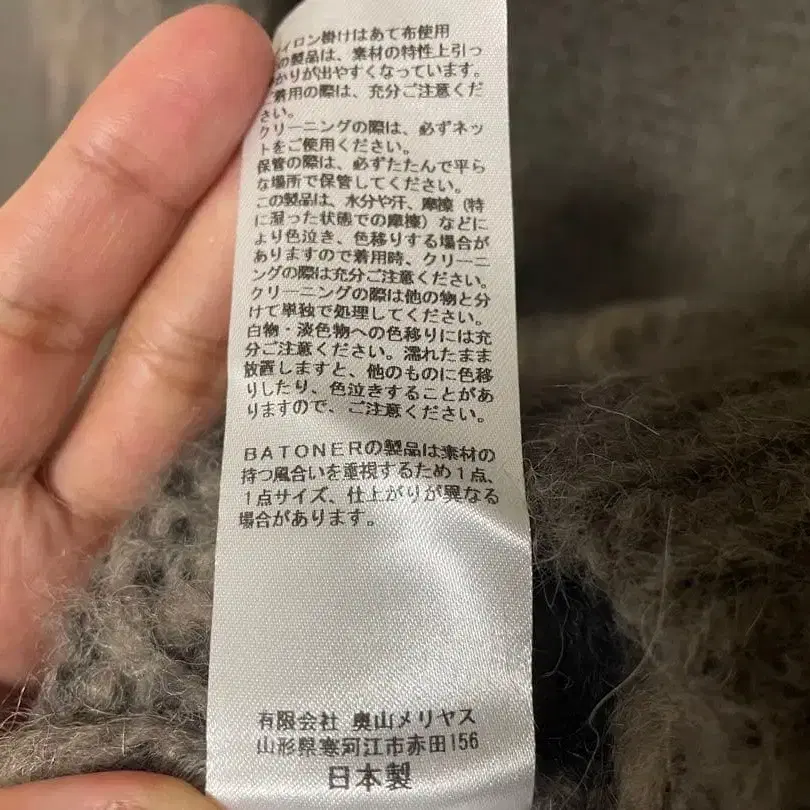 イロン掛けはあて布使用
の製品は、素材の特性上引っ
かりが出やすくなっています。
着用の際は、充分ご注意くだ
さい。
クリーニングの際は、必ずネッ
トをご使用ください。
保管の際は、必ずたたんで平ら
な場所で保管してください。
この製品は、水分や汗、摩擦（特
に湿った状態での摩擦）などに
より色泣き、色移りする場合が
ありますので着用時、クリーニ
ングの際は充分ご注意ください。
クリーニングの際は他の物と分
けて単独で処理してください。
白物・淡色物への色移りには充
分ご注意ください。濡れたまま
放置しますと、他のものに色移
りしたり、色泣きすることがあ
りますので、ご注意ください。
BATONERの製品は素材の
持つ風合いを重視するため1点、
1点サイズ、仕上がりが異なる
場合があります。
有限会社 奥山メリヤス
山形県寒河江市赤田156
日本製